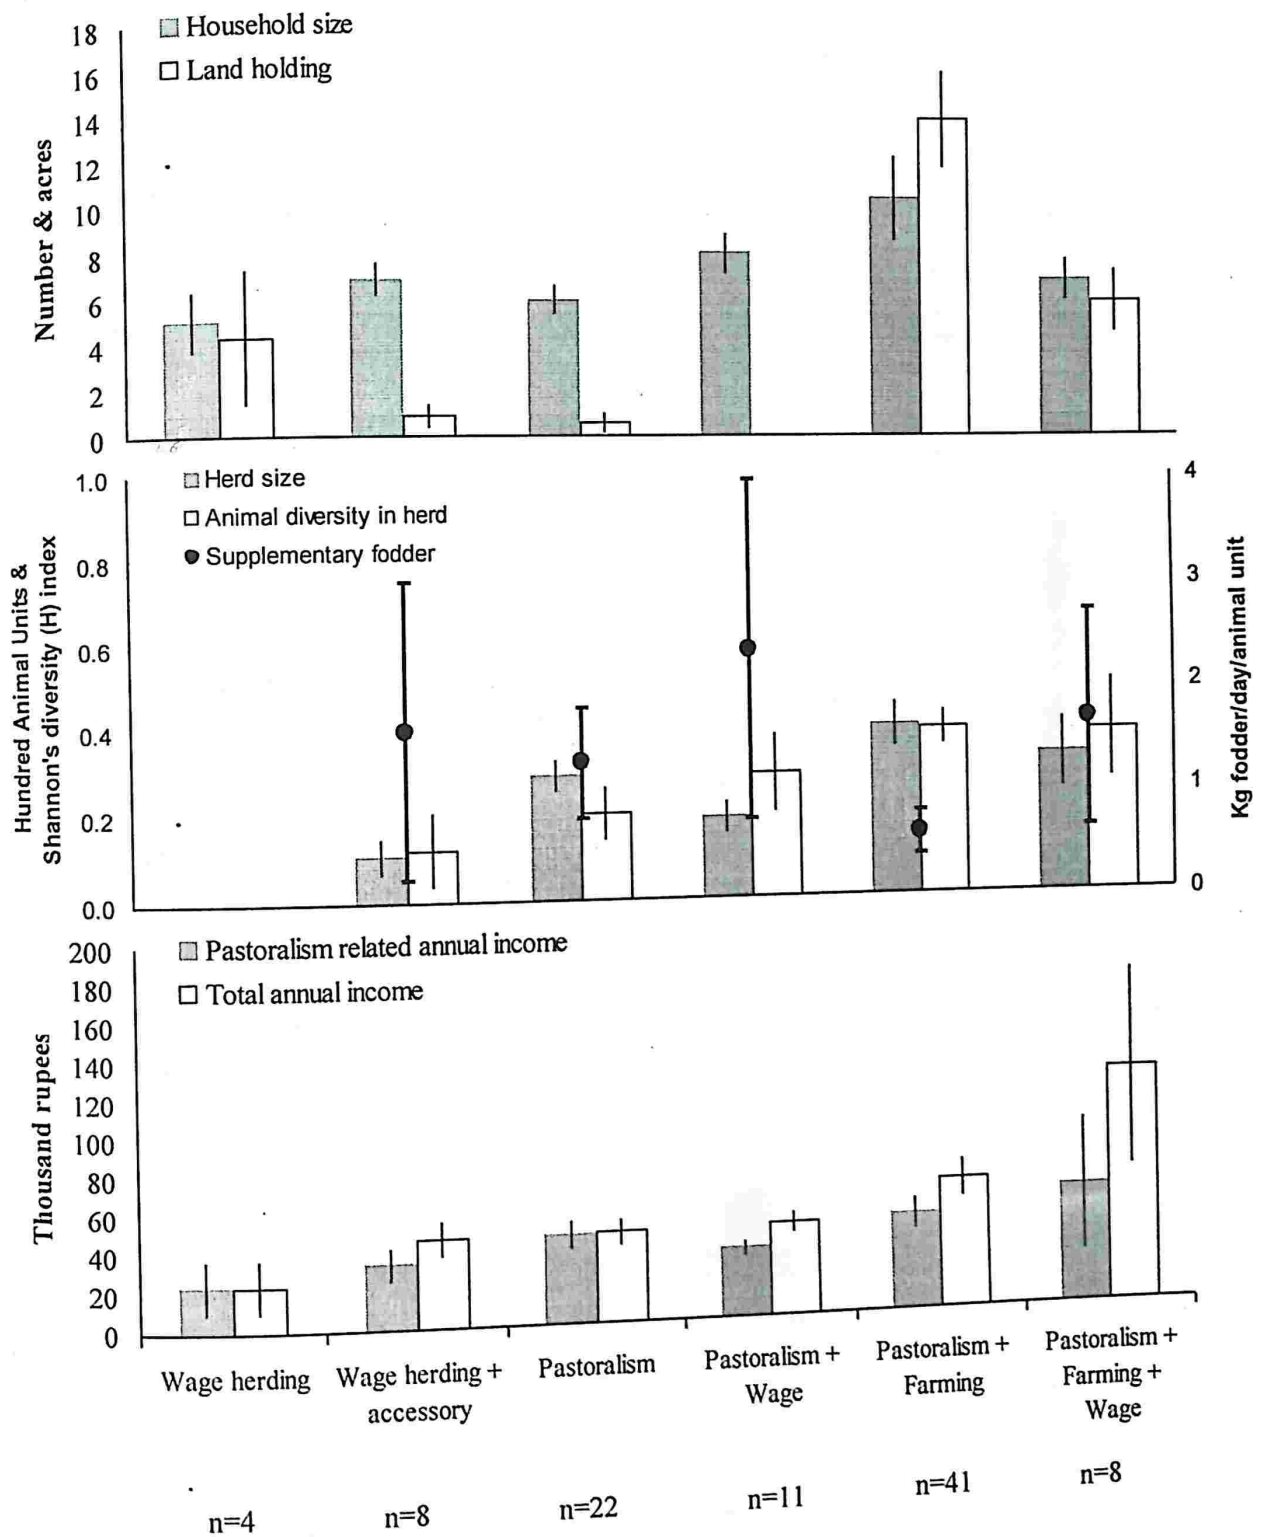 Household size
Land holding
Number & acres
18
16
14
12
10
8
6
4
2
0
Herd size
Animal diversity in herd
Supplementary fodder
Hundred Animal Units &
Shannon's diversity (H) index
1.0
0.8
0.6
0.4
0.2
0.0
4
3
2
1
0
Kg fodder/day/animal unit
Pastoralism related annual income
Total annual income
Thousand rupees
200
180
160
140
120
100
80
60
40
20
0
Wage herding
Wage herding +
accessory
Pastoralism
Pastoralism +
Wage
Pastoralism +
Farming
Pastoralism +
Farming +
Wage
n=4
n=8
n=22
n=11
n=41
n=8